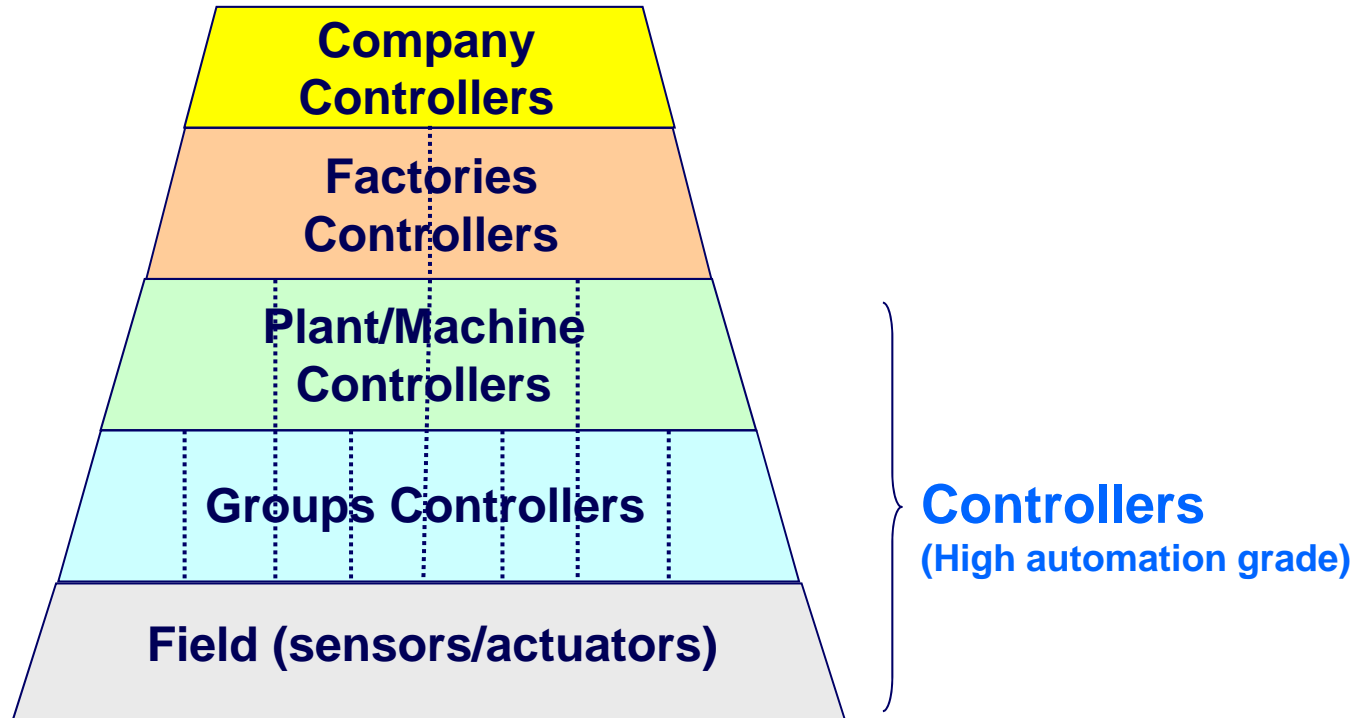 Company
Controllers
Factories
Controllers
Plant/Machine
Controllers
Groups Controllers
Controllers
(High automation grade)
Field (sensors/actuators)